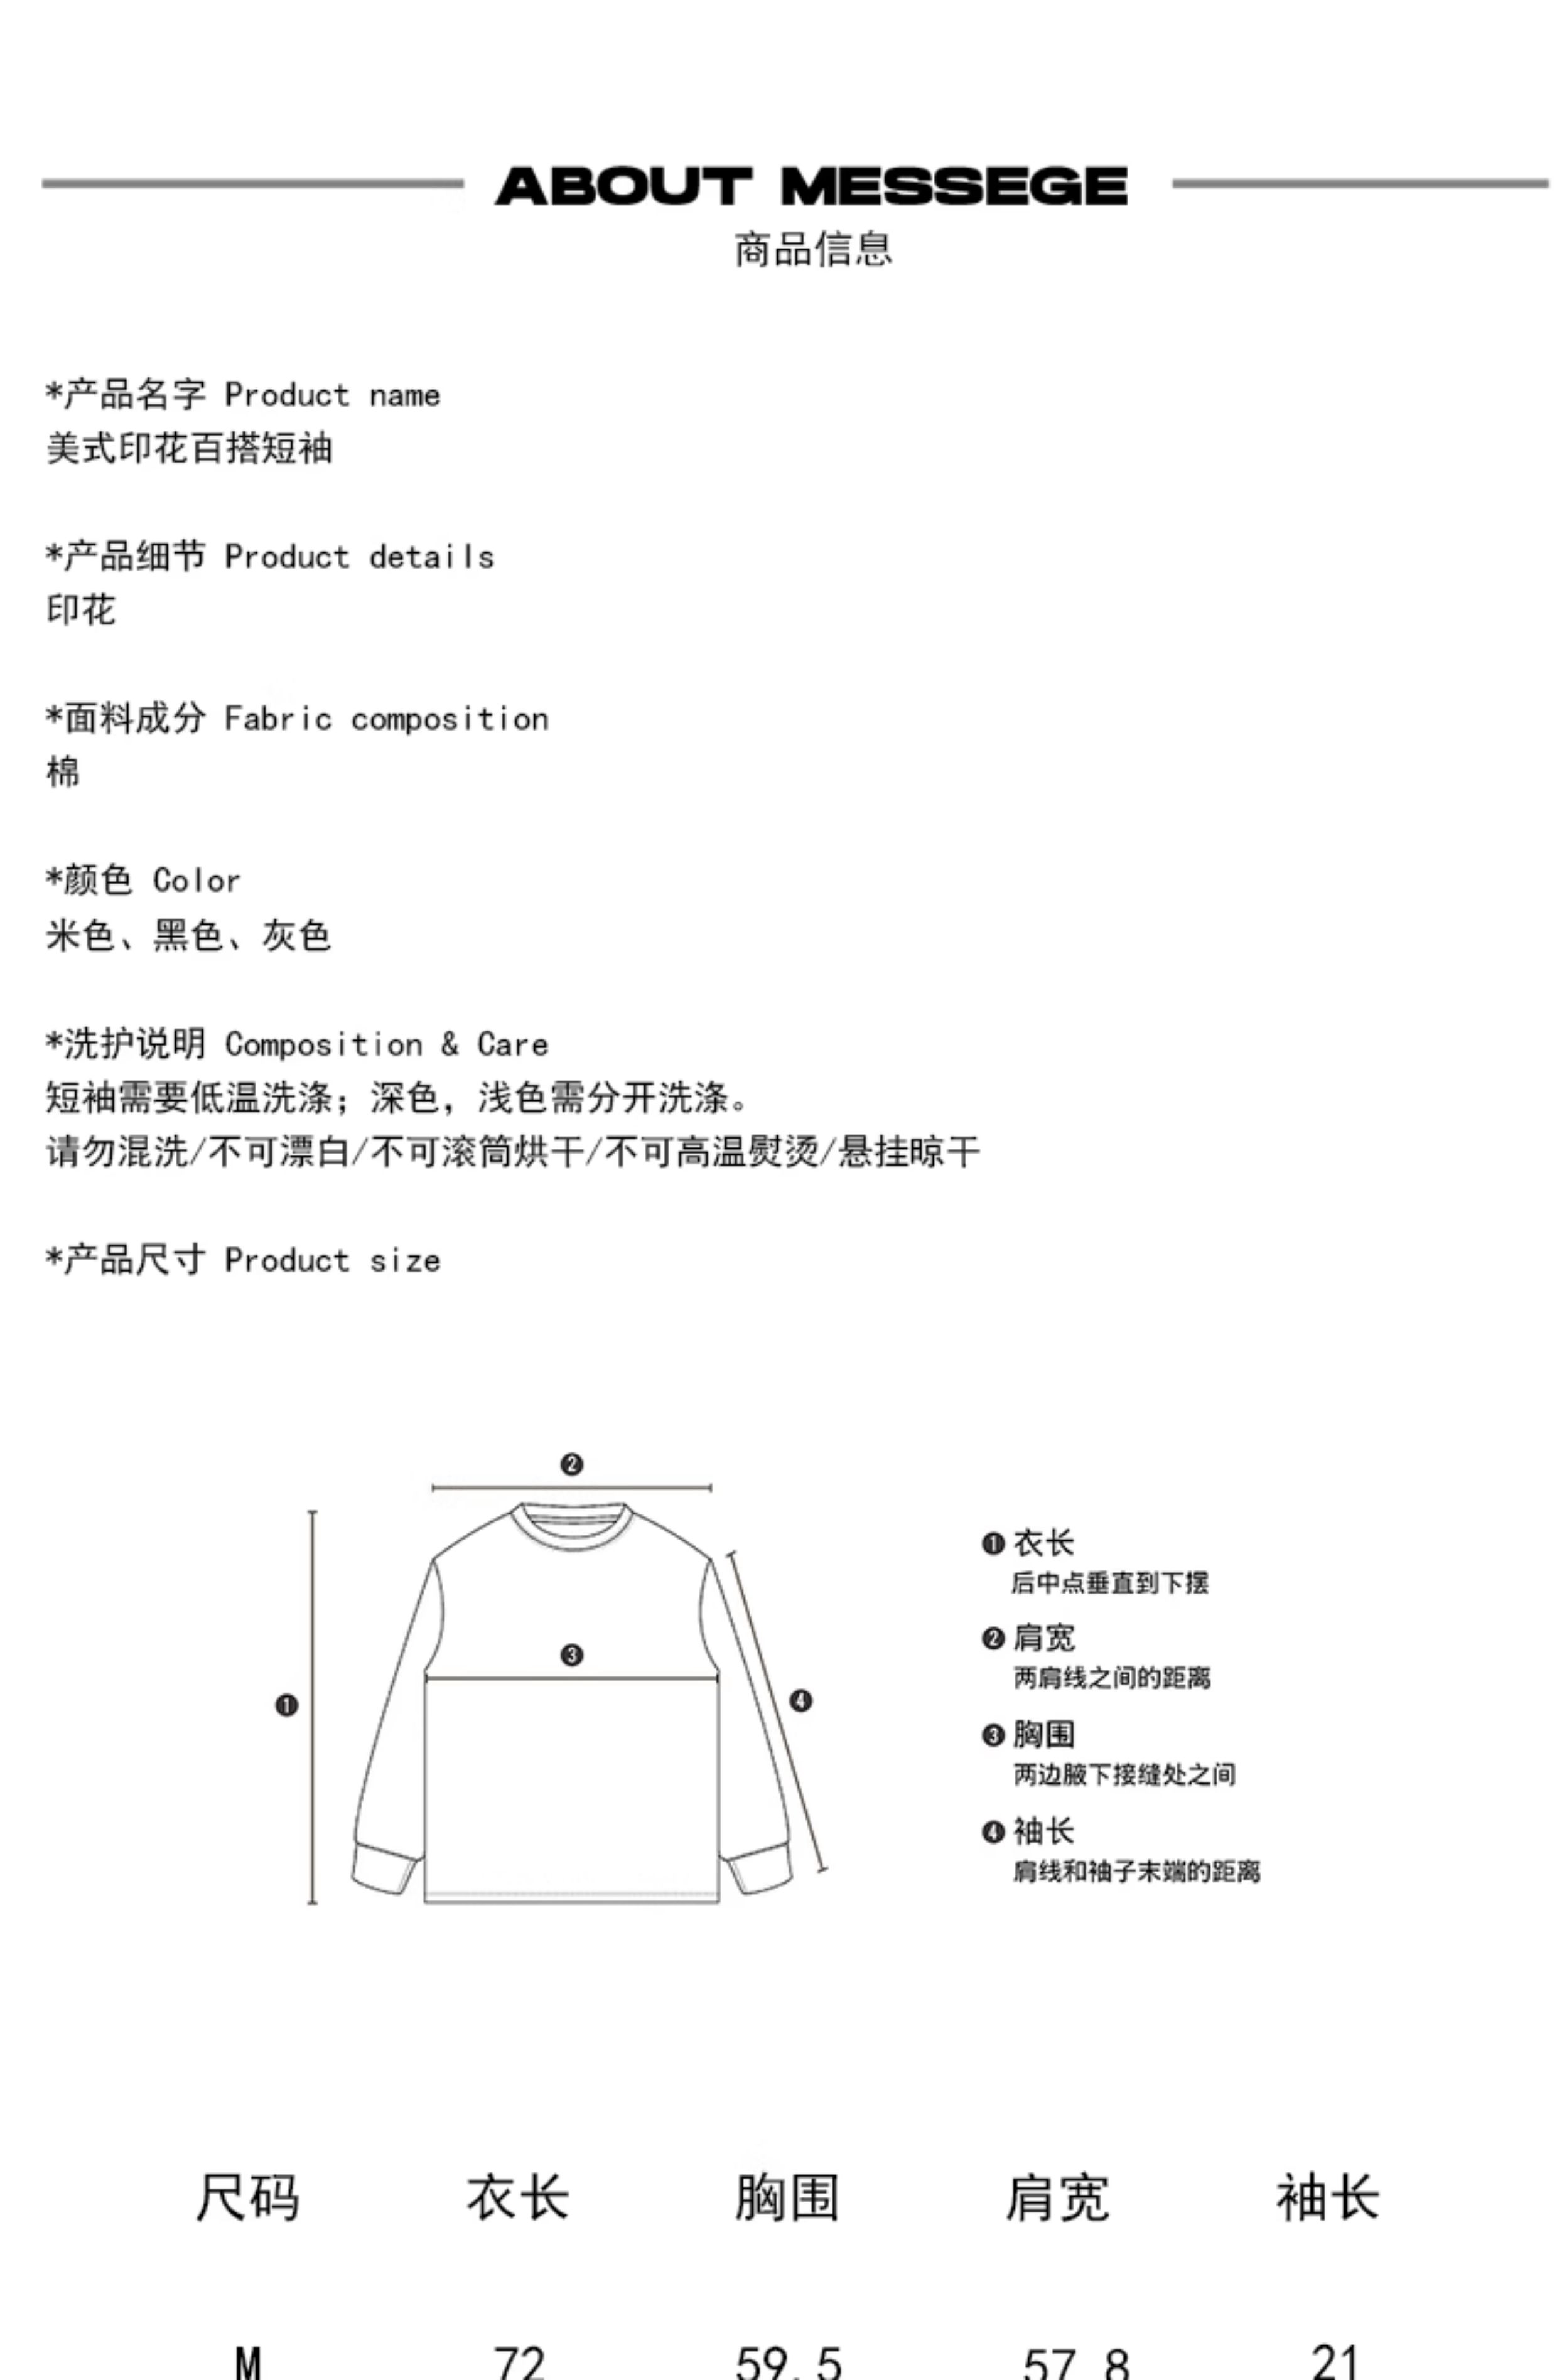 ABOUT MESSEGE
商品信息
*产品名字 Product name
美式印花百搭短袖
*产品细节 Product details
印花
*面料成分 Fabric composition
棉
*颜色 Color
米色、黑色、灰色
*洗护说明 Composition & Care
短袖需要低温洗涤；深色，浅色需分开洗涤。
请勿混洗/不可漂白/不可滚筒烘干/不可高温熨烫/悬挂晾干
*产品尺寸 Product size
❷
❶
❸
❹
❶ 衣长
后中点垂直到下摆
❷ 肩宽
两肩线之间的距离
❸ 胸围
两边腋下接缝处之间
❹ 袖长
肩线和袖子末端的距离
尺码 衣长 胸围 肩宽 袖长
M 72 59.5 57.8 21